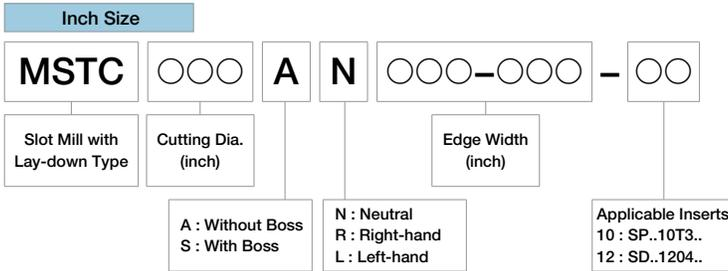 Inch Size
MSTC ○○○ A N ○○○–○○○ – ○○
Slot Mill with
Lay-down Type
Cutting Dia.
(inch)
Edge Width
(inch)
A : Without Boss
S : With Boss
N : Neutral
R : Right-hand
L : Left-hand
Applicable Inserts
10 : SP..10T3..
12 : SD..1204..